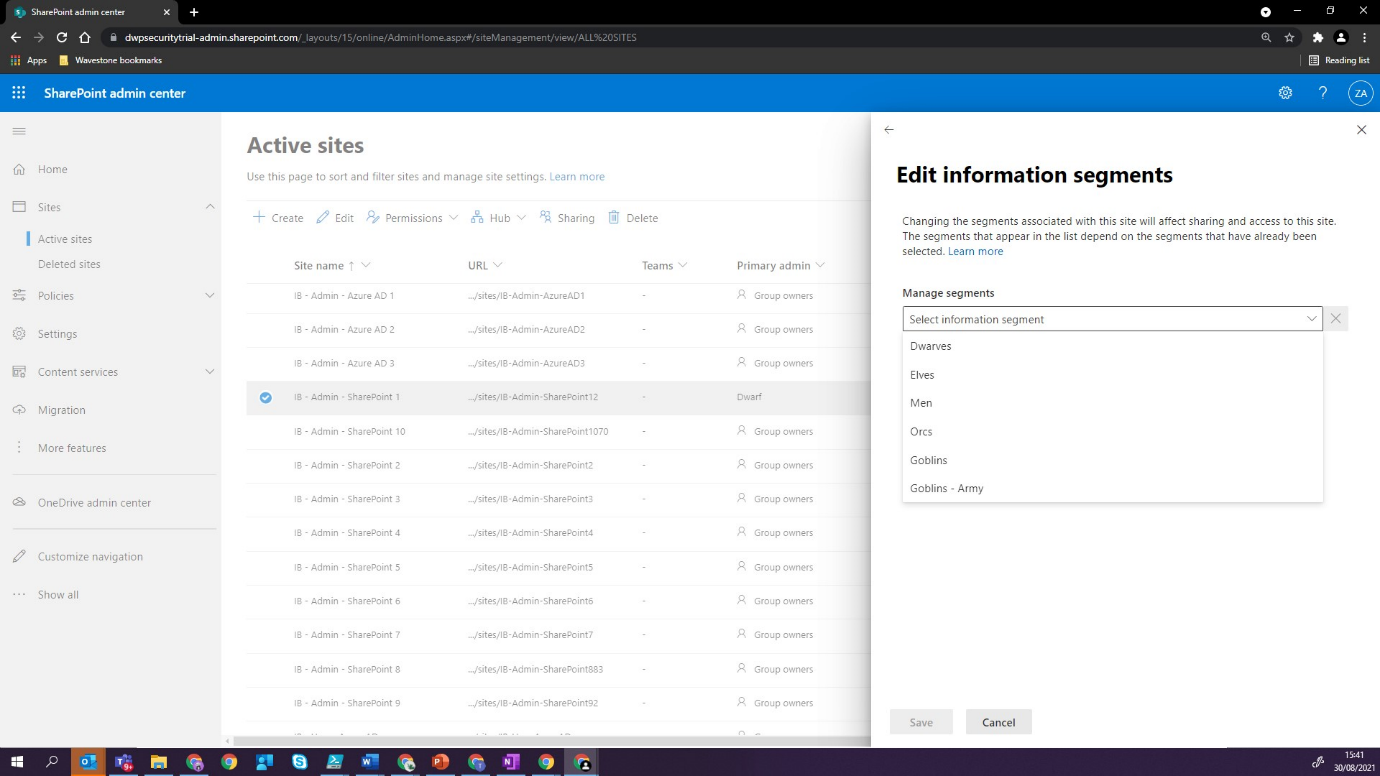 SharePoint admin center
dwpsecuritytrial-admin.sharepoint.com/_layouts/15/online/AdminHome.aspx#/siteManagement/view/ALL%20SITES
Apps Wavestone bookmarks Reading list
SharePoint admin center ? ZA
Home
Sites
Active sites
Deleted sites
Policies
Settings
Content services
Migration
More features
OneDrive admin center
Customize navigation
Show all
Active sites
Use this page to sort and filter sites and manage site settings. Learn more
Create Edit Permissions Hub Sharing Delete
Site name ↑ URL Teams Primary admin
IB - Admin - Azure AD 1 .../sites/IB-Admin-AzureAD1 - Group owners
IB - Admin - Azure AD 2 .../sites/IB-Admin-AzureAD2 - Group owners
IB - Admin - Azure AD 3 .../sites/IB-Admin-AzureAD3 - Group owners
IB - Admin - SharePoint 1 .../sites/IB-Admin-SharePoint12 - Dwarf
IB - Admin - SharePoint 10 .../sites/IB-Admin-SharePoint1070 - Group owners
IB - Admin - SharePoint 2 .../sites/IB-Admin-SharePoint2 - Group owners
IB - Admin - SharePoint 3 .../sites/IB-Admin-SharePoint3 - Group owners
IB - Admin - SharePoint 4 .../sites/IB-Admin-SharePoint4 - Group owners
IB - Admin - SharePoint 5 .../sites/IB-Admin-SharePoint5 - Group owners
IB - Admin - SharePoint 6 .../sites/IB-Admin-SharePoint6 - Group owners
IB - Admin - SharePoint 7 .../sites/IB-Admin-SharePoint7 - Group owners
IB - Admin - SharePoint 8 .../sites/IB-Admin-SharePoint883 - Group owners
IB - Admin - SharePoint 9 .../sites/IB-Admin-SharePoint92 - Group owners
Edit information segments
Changing the segments associated with this site will affect sharing and access to this site.
The segments that appear in the list depend on the segments that have already been
selected. Learn more
Manage segments
Select information segment
Dwarves
Elves
Men
Orcs
Goblins
Goblins - Army
Save Cancel
15:41
30/08/2021